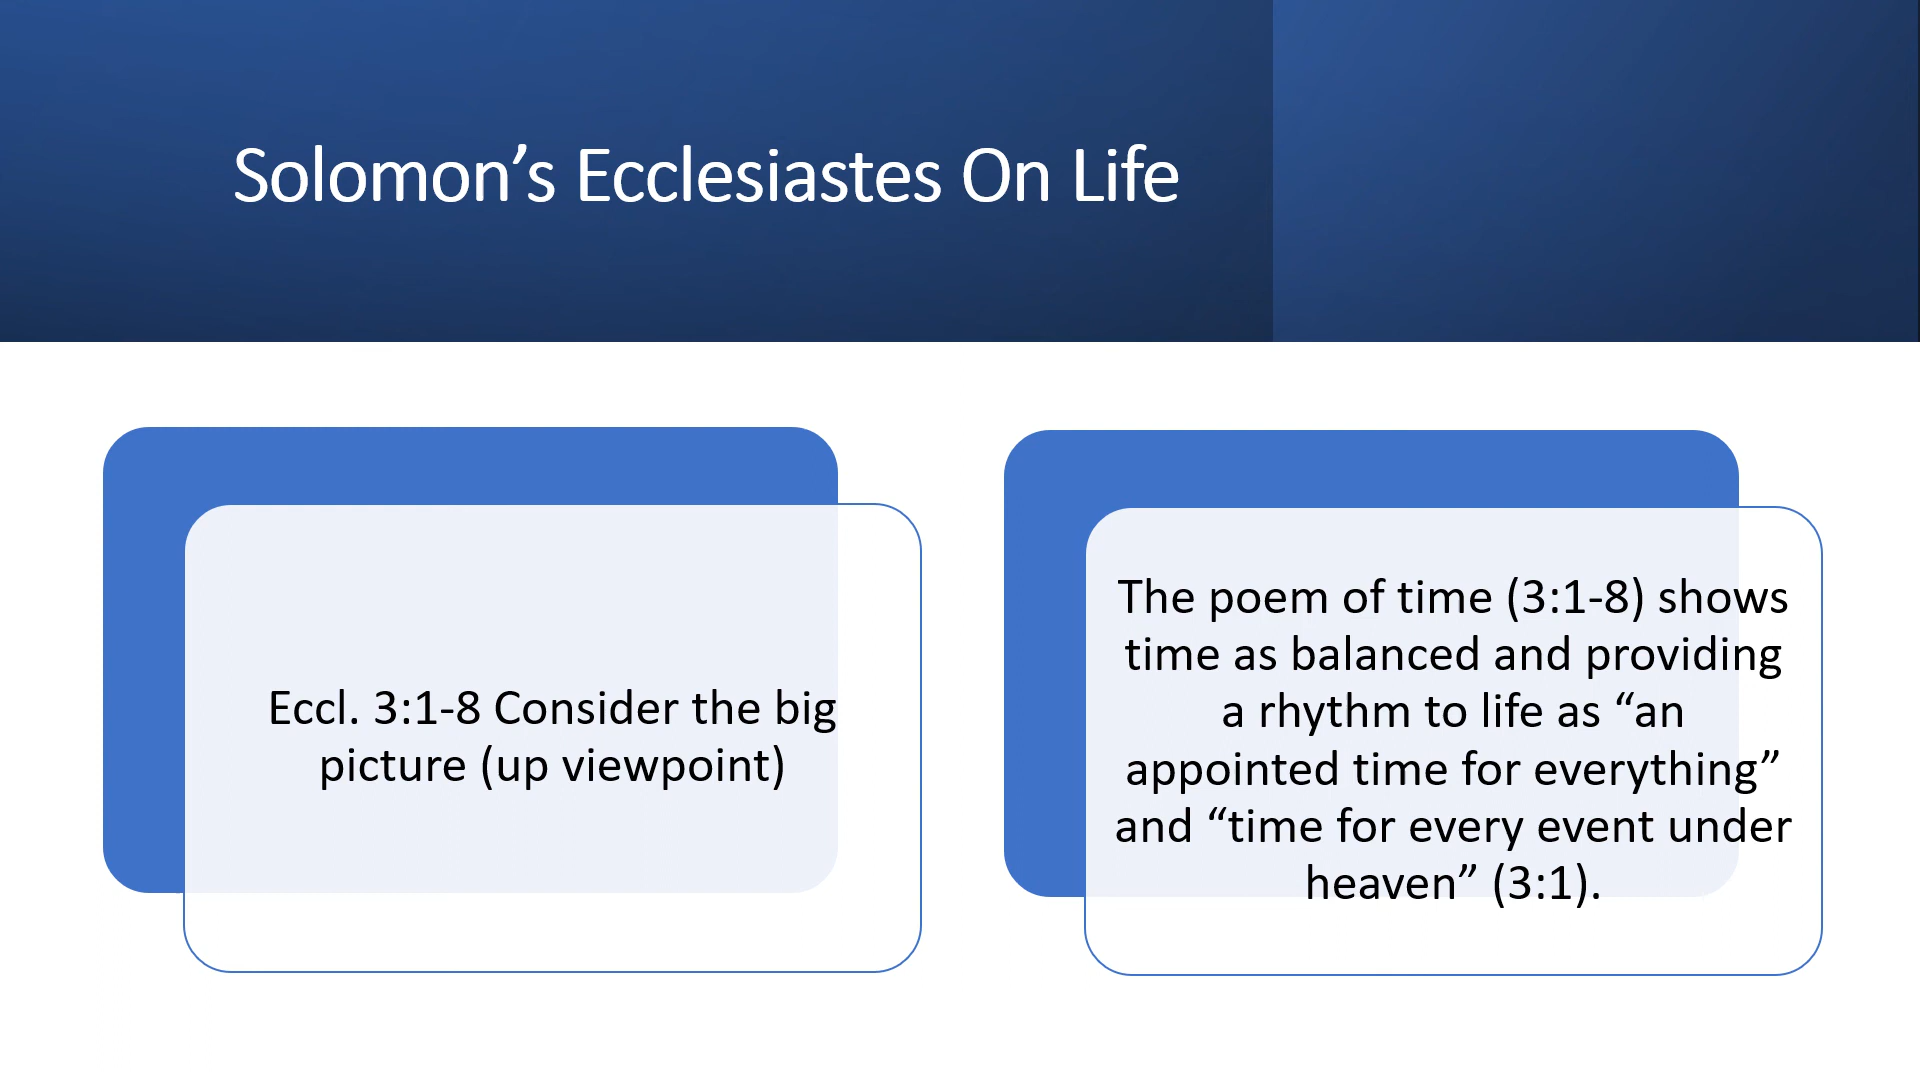 Solomon’s Ecclesiastes On Life
Eccl. 3:1-8 Consider the big
picture (up viewpoint)
The poem of time (3:1-8) shows
time as balanced and providing
a rhythm to life as “an
appointed time for everything”
and “time for every event under
heaven” (3:1).